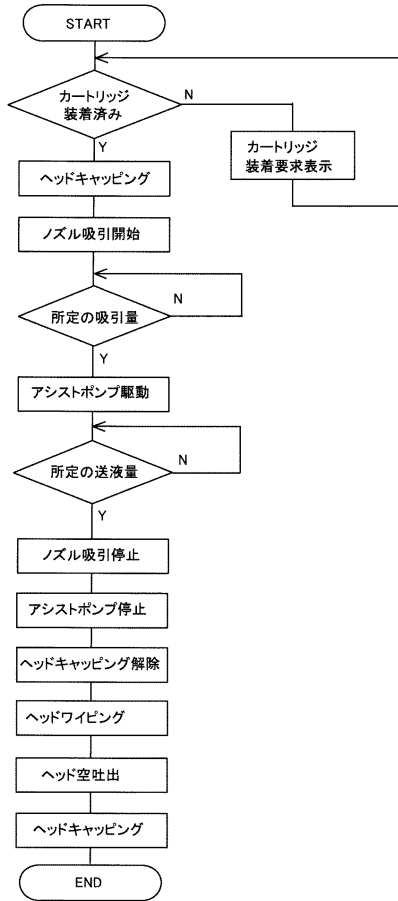 START
カートリッジ
装着済み
N
Y
カートリッジ
装着要求表示
ヘッドキャッピング
ノズル吸引開始
所定の吸引量
N
Y
アシストポンプ駆動
所定の送液量
N
Y
ノズル吸引停止
アシストポンプ停止
ヘッドキャッピング解除
ヘッドワイピング
ヘッド空吐出
ヘッドキャッピング
END